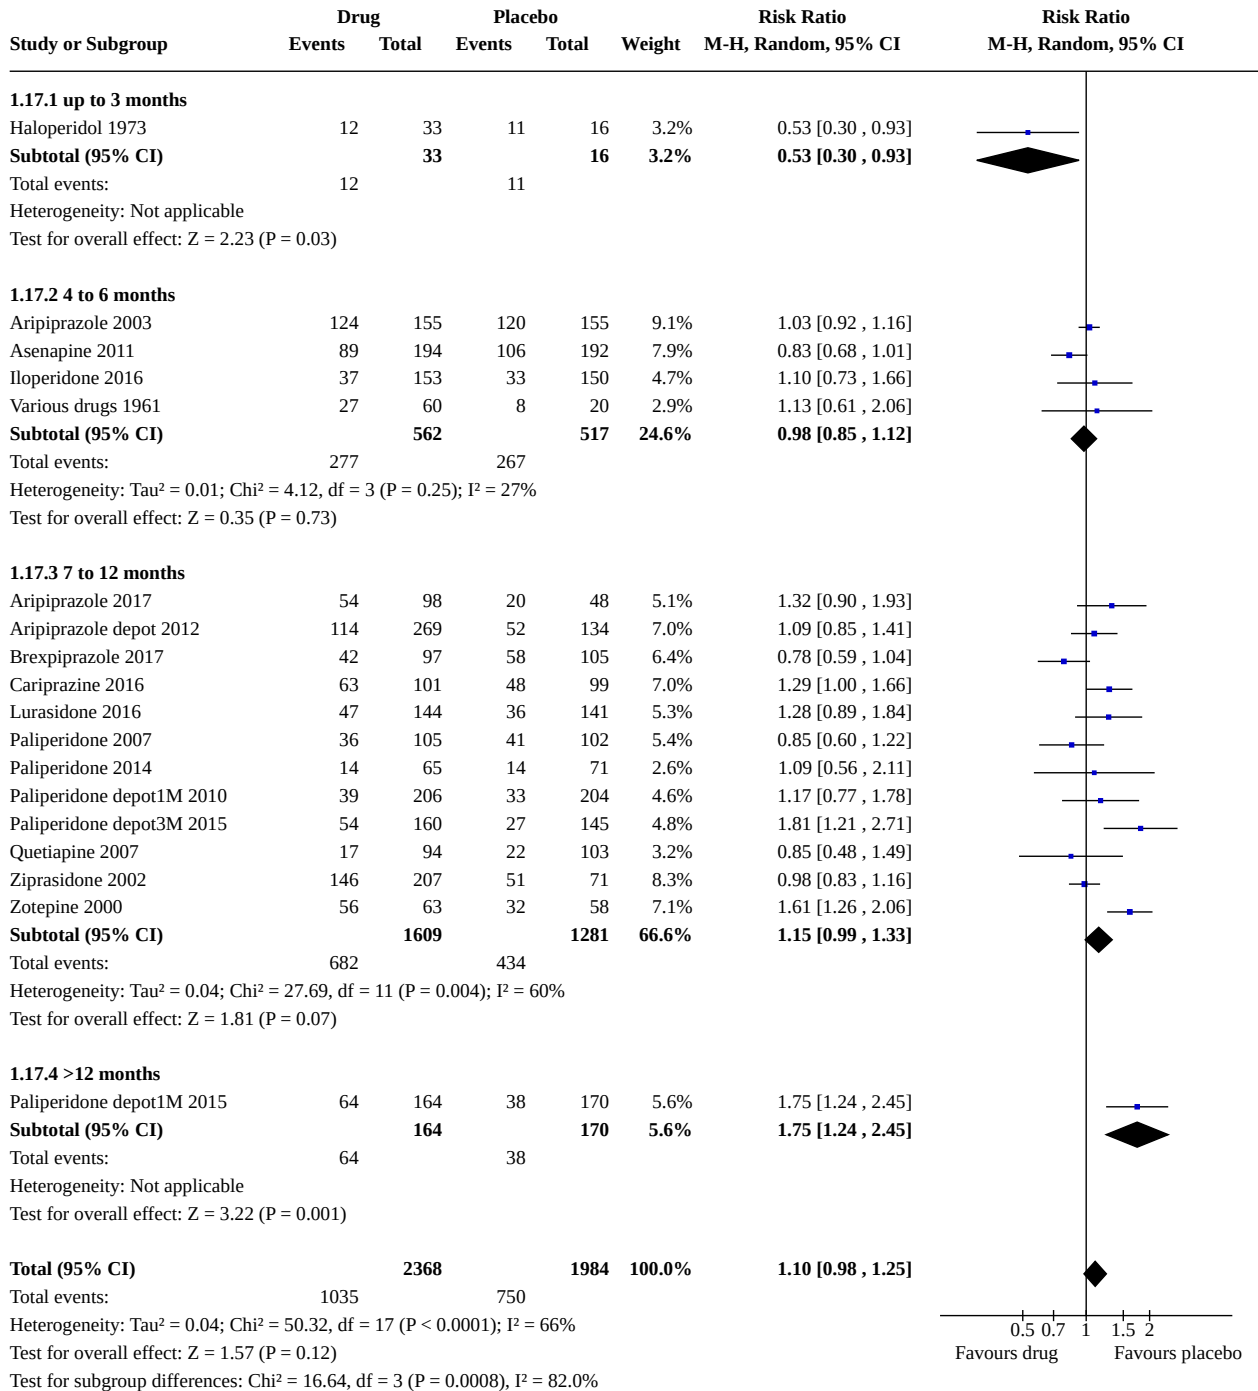 Drug Placebo Risk Ratio Risk Ratio
Study or Subgroup Events Total Events Total Weight M-H, Random, 95% CI M-H, Random, 95% CI
1.17.1 up to 3 months
Haloperidol 1973 12 33 11 16 3.2% 0.53 [0.30 , 0.93]
Subtotal (95% CI) 33 16 3.2% 0.53 [0.30 , 0.93]
Total events: 12 11
Heterogeneity: Not applicable
Test for overall effect: Z = 2.23 (P = 0.03)
1.17.2 4 to 6 months
Aripiprazole 2003 124 155 120 155 9.1% 1.03 [0.92 , 1.16]
Asenapine 2011 89 194 106 192 7.9% 0.83 [0.68 , 1.01]
Iloperidone 2016 37 153 33 150 4.7% 1.10 [0.73 , 1.66]
Various drugs 1961 27 60 8 20 2.9% 1.13 [0.61 , 2.06]
Subtotal (95% CI) 562 517 24.6% 0.98 [0.85 , 1.12]
Total events: 277 267
Heterogeneity: Tau² = 0.01; Chi² = 4.12, df = 3 (P = 0.25); I² = 27%
Test for overall effect: Z = 0.35 (P = 0.73)
1.17.3 7 to 12 months
Aripiprazole 2017 54 98 20 48 5.1% 1.32 [0.90 , 1.93]
Aripiprazole depot 2012 114 269 52 134 7.0% 1.09 [0.85 , 1.41]
Brexpiprazole 2017 42 97 58 105 6.4% 0.78 [0.59 , 1.04]
Cariprazine 2016 63 101 48 99 7.0% 1.29 [1.00 , 1.66]
Lurasidone 2016 47 144 36 141 5.3% 1.28 [0.89 , 1.84]
Paliperidone 2007 36 105 41 102 5.4% 0.85 [0.60 , 1.22]
Paliperidone 2014 14 65 14 71 2.6% 1.09 [0.56 , 2.11]
Paliperidone depot1M 2010 39 206 33 204 4.6% 1.17 [0.77 , 1.78]
Paliperidone depot3M 2015 54 160 27 145 4.8% 1.81 [1.21 , 2.71]
Quetiapine 2007 17 94 22 103 3.2% 0.85 [0.48 , 1.49]
Ziprasidone 2002 146 207 51 71 8.3% 0.98 [0.83 , 1.16]
Zotepine 2000 56 63 32 58 7.1% 1.61 [1.26 , 2.06]
Subtotal (95% CI) 1609 1281 66.6% 1.15 [0.99 , 1.33]
Total events: 682 434
Heterogeneity: Tau² = 0.04; Chi² = 27.69, df = 11 (P = 0.004); I² = 60%
Test for overall effect: Z = 1.81 (P = 0.07)
1.17.4 >12 months
Paliperidone depot1M 2015 64 164 38 170 5.6% 1.75 [1.24 , 2.45]
Subtotal (95% CI) 164 170 5.6% 1.75 [1.24 , 2.45]
Total events: 64 38
Heterogeneity: Not applicable
Test for overall effect: Z = 3.22 (P = 0.001)
Total (95% CI) 2368 1984 100.0% 1.10 [0.98 , 1.25]
Total events: 1035 750
Heterogeneity: Tau² = 0.04; Chi² = 50.32, df = 17 (P < 0.0001); I² = 66%
0.5 0.7 1 1.5 2
Test for overall effect: Z = 1.57 (P = 0.12) Favours drug Favours placebo
Test for subgroup differences: Chi² = 16.64, df = 3 (P = 0.0008), I² = 82.0%